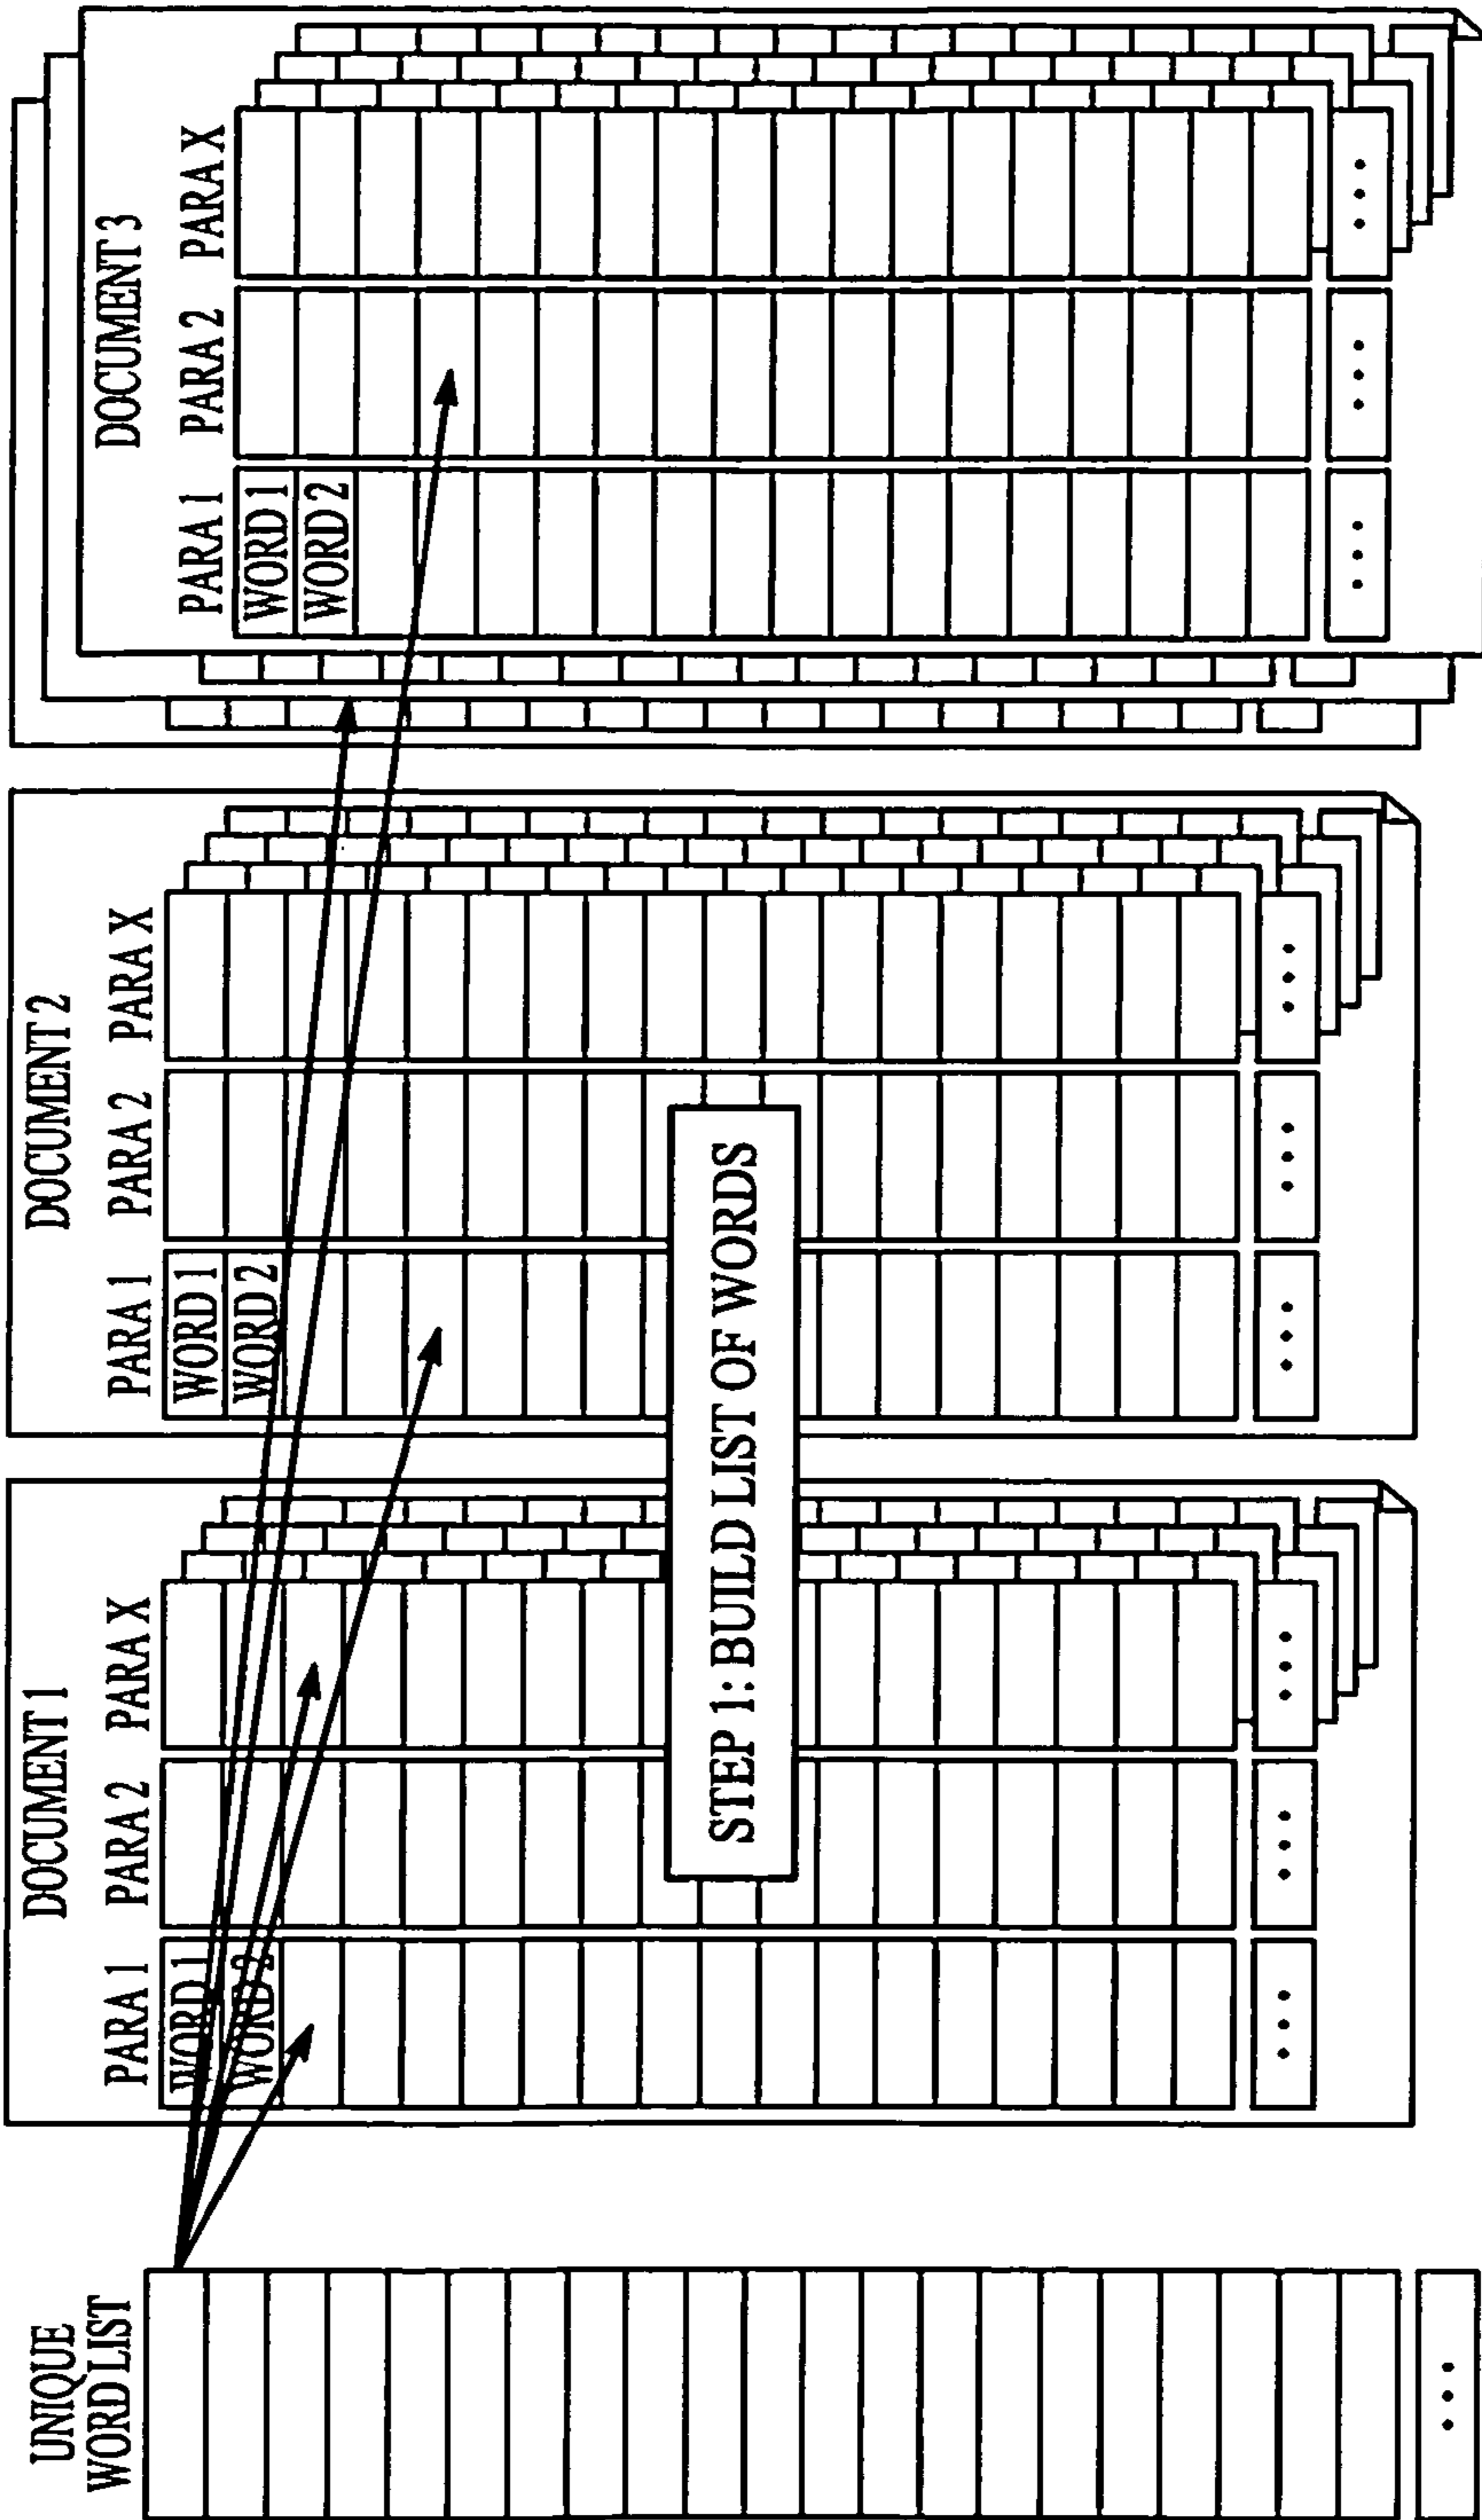 UNIQUE
WORD LIST
DOCUMENT 1
PARA 1 PARA 2 PARA X
WORD 1
WORD 2
DOCUMENT 2
PARA 1 PARA 2 PARA X
WORD 1
WORD 2
DOCUMENT 3
PARA 1 PARA 2 PARA X
WORD 1
WORD 2
STEP 1: BUILD LIST OF WORDS